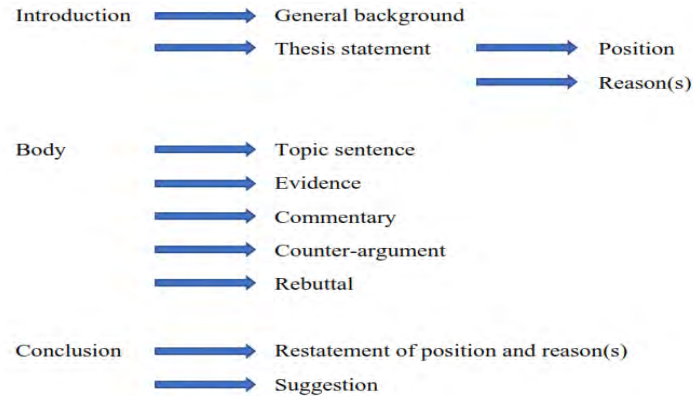 Introduction General background
Thesis statement Position
Reason(s)
Body Topic sentence
Evidence
Commentary
Counter-argument
Rebuttal
Conclusion Restatement of position and reason(s)
Suggestion